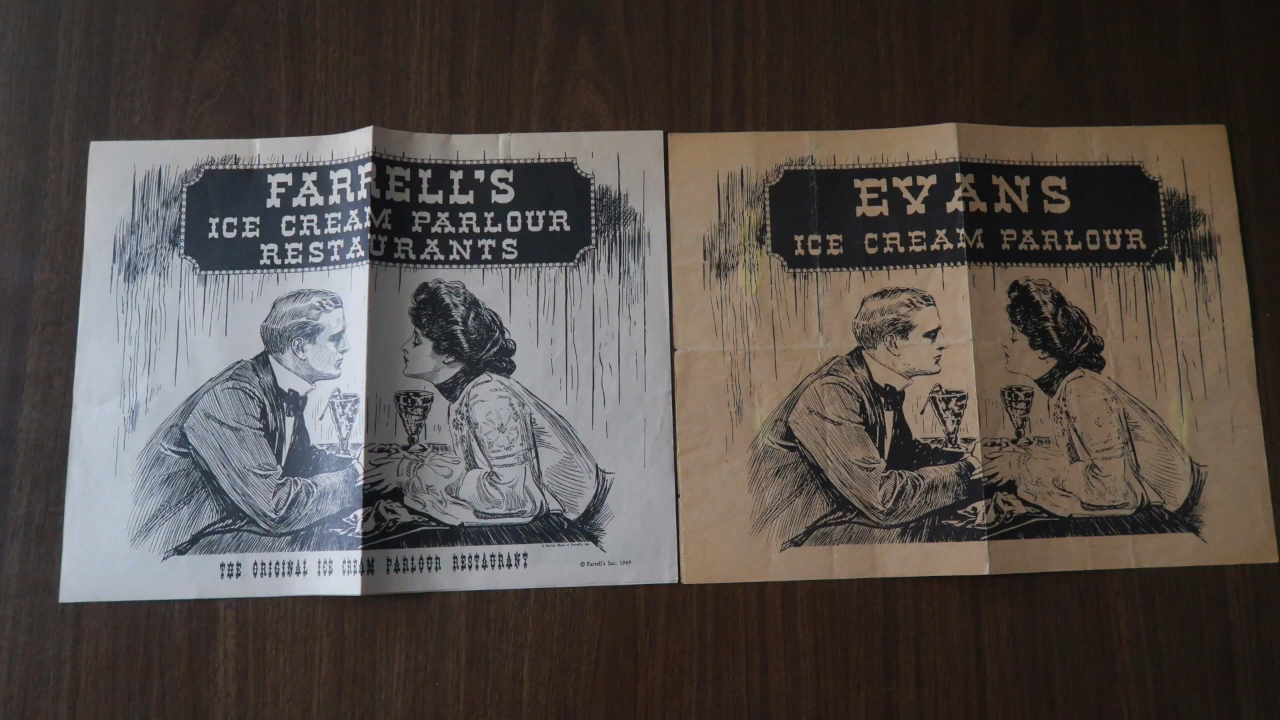 FARRELL'S
ICE CREAM PARLOUR
RESTAURANTS
THE ORIGINAL ICE CREAM PARLOUR RESTAURANT
© Farrell's Inc. 1969
EVANS
ICE CREAM PARLOUR